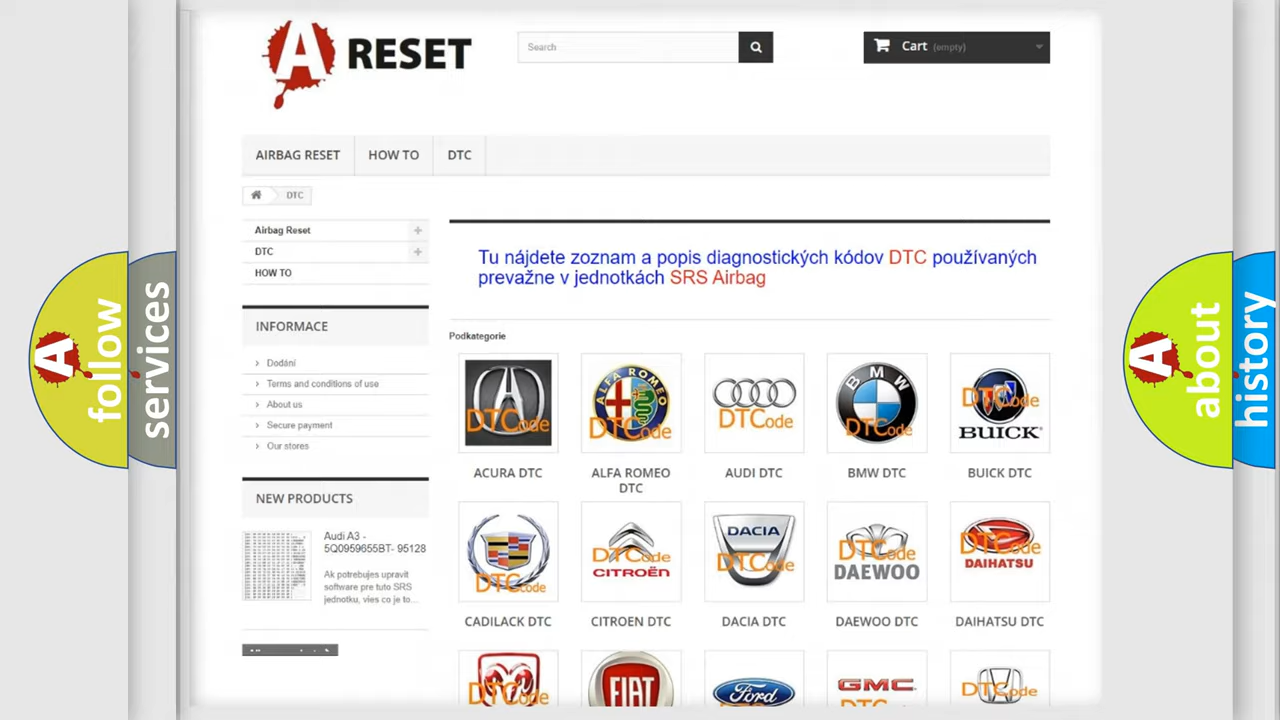 A RESET
Search
Cart (empty)
AIRBAG RESET
HOW TO
DTC
DTC
Airbag Reset
DTC
HOW TO
INFORMACE
Dodání
Terms and conditions of use
About us
Secure payment
Our stores
NEW PRODUCTS
Audi A3 -
5Q0959655BT- 95128
Ak potrebujes upravit
software pre tuto SRS
jednotku, vies co je to...
Tu nájdete zoznam a popis diagnostických kódov DTC používaných
prevažne v jednotkách SRS Airbag
Podkategorie
DTCode
ALFA ROMEO
DTCode
DTCode
BMW
DTCode
DTCode
BUICK
ACURA DTC
ALFA ROMEO
DTC
AUDI DTC
BMW DTC
BUICK DTC
DTCode
DTCode
CITROËN
DACIA
DTCode
DTCode
DAEWOO
DTCode
DAIHATSU
CADILACK DTC
CITROEN DTC
DACIA DTC
DAEWOO DTC
DAIHATSU DTC
DTCode
FIAT
Ford
GMC
DTCode
A follow
services
A about
history